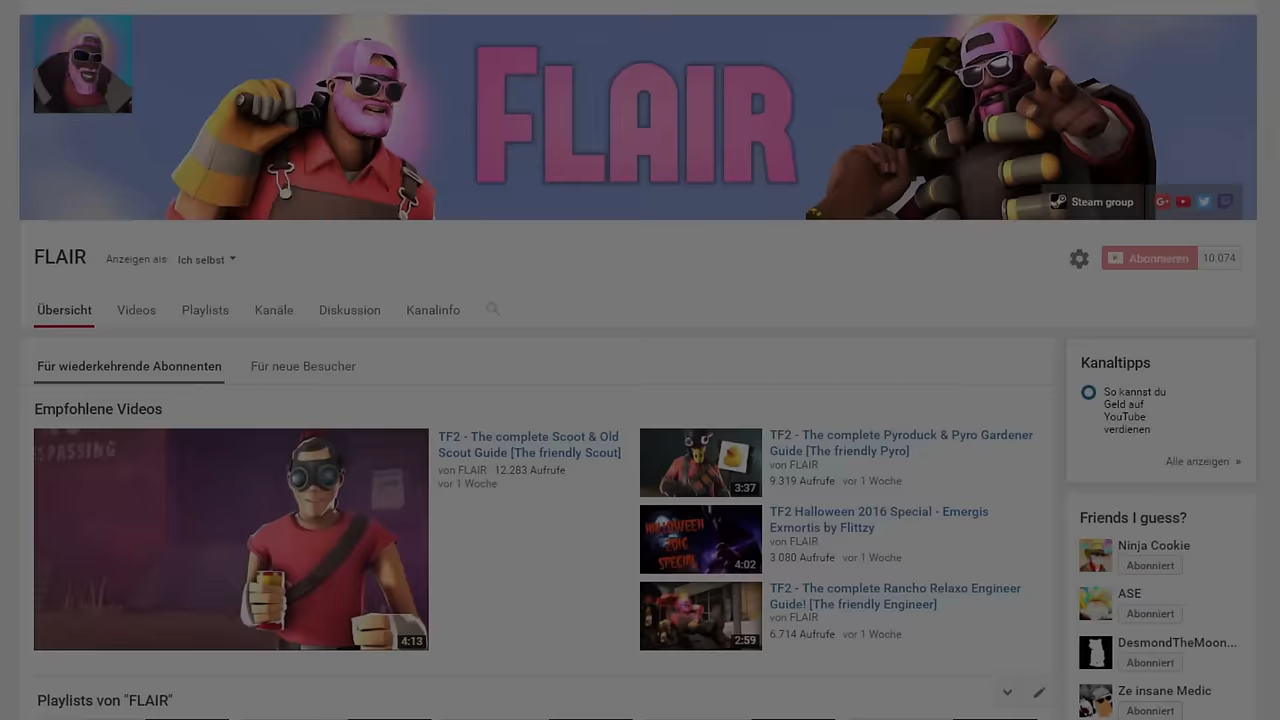 FLAIR
Steam group
FLAIR
Anzeigen als: Ich selbst
Abonnieren 10.074
Übersicht Videos Playlists Kanäle Diskussion Kanalinfo
Für wiederkehrende Abonnenten Für neue Besucher
Empfohlene Videos
SPASSING
4:13
TF2 - The complete Scoot & Old
Scout Guide [The friendly Scout]
von FLAIR 12.283 Aufrufe
vor 1 Woche
3:37
TF2 - The complete Pyroduck & Pyro Gardener
Guide [The friendly Pyro]
von FLAIR
9.319 Aufrufe vor 1 Woche
HALLOWEEN
2016
SPECIAL
4:02
TF2 Halloween 2016 Special - Emergis
Exmortis by Flittzy
von FLAIR
3.080 Aufrufe vor 1 Woche
2:59
TF2 - The complete Rancho Relaxo Engineer
Guide! [The friendly Engineer]
von FLAIR
6.714 Aufrufe vor 1 Woche
Playlists von "FLAIR"
Kanaltipps
So kannst du
Geld auf
YouTube
verdienen
Alle anzeigen »
Friends I guess?
Ninja Cookie
Abonniert
ASE
Abonniert
DesmondTheMoon...
Abonniert
Ze insane Medic
Abonniert